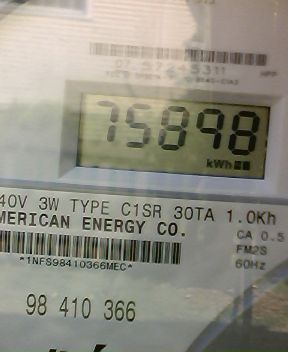 75898
kWh
40V 3W TYPE C1SR 30TA 1.0Kh
MERICAN ENERGY CO.
CA 0.5
FM2S
60Hz
*1NFS98410366MEC*
98 410 366